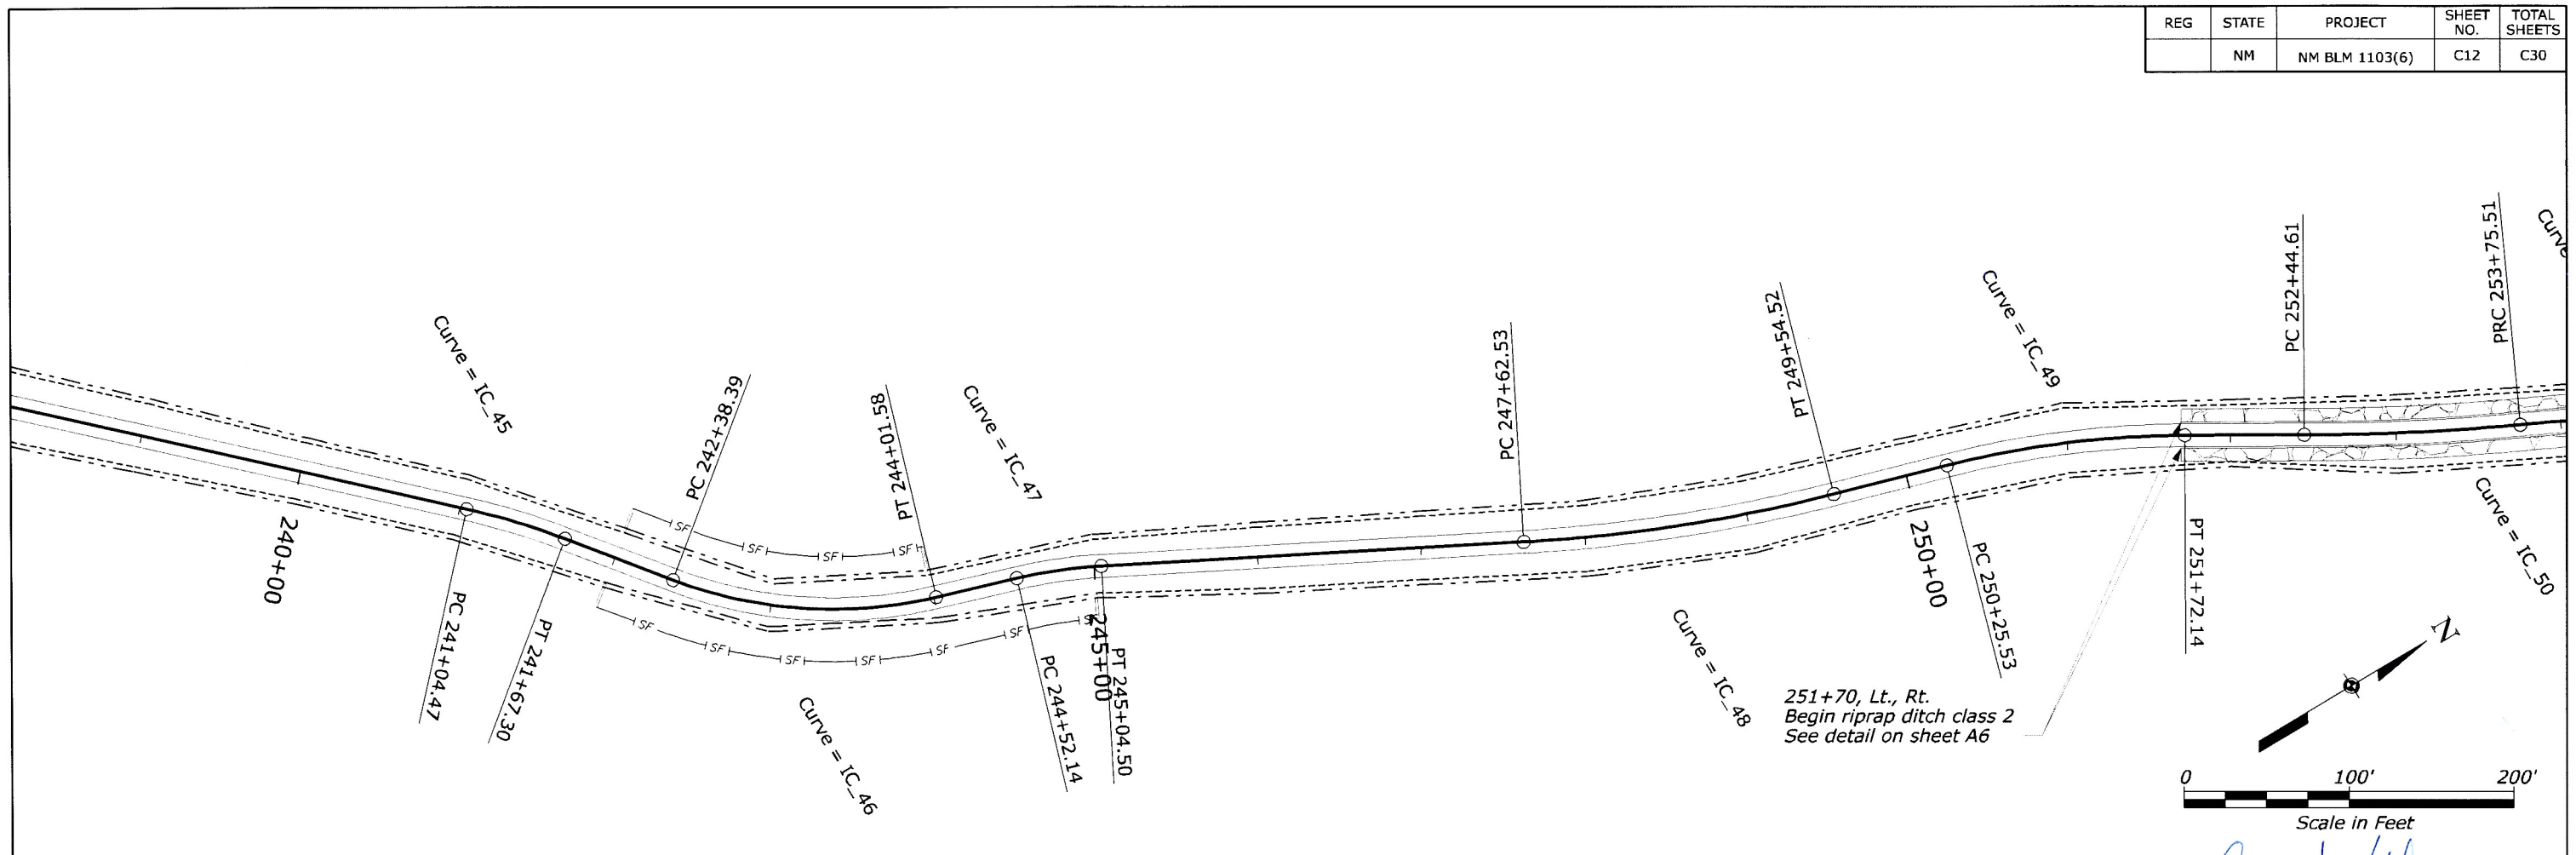 REG STATE PROJECT SHEET NO. TOTAL SHEETS
NM NM BLM 1103(6) C12 C30
Curve = IC_45
PC 242+38.39
PT 244+01.58
Curve = IC_47
PC 247+62.53
PT 249+54.52
Curve = IC_49
PC 252+44.61
PRC 253+75.51
Curve
240+00
PC 241+04.47
PT 241+67.30
SF
SF
SF
SF
SF
SF
SF
SF
SF
SF
SF
Curve = IC_46
PC 244+52.14
245+00
PT 245+04.50
Curve = IC_48
250+00
PC 250+25.53
PT 251+72.14
Curve = IC_50
251+70, Lt., Rt.
Begin riprap ditch class 2
See detail on sheet A6
N
0 100' 200'
Scale in Feet